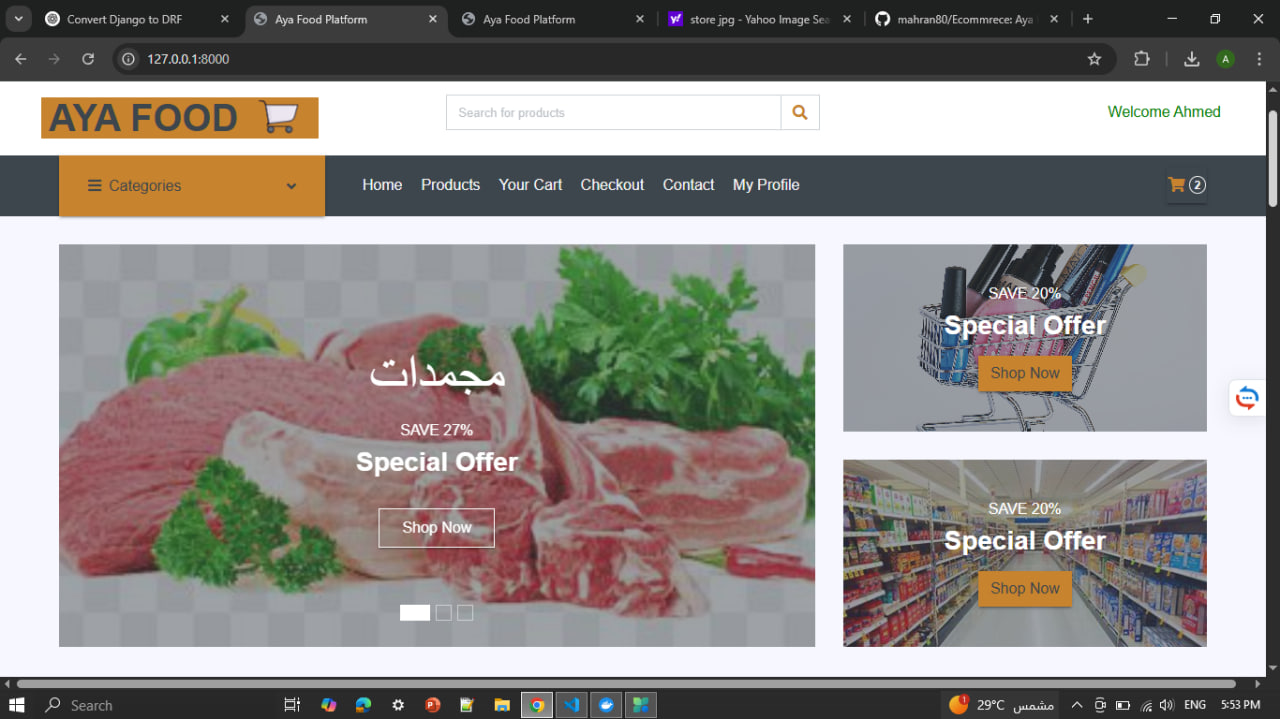 Convert Django to DRF
Aya Food Platform
Aya Food Platform
store jpg - Yahoo Image Sea
mahran80/Ecommrece: Aya
127.0.0.1:8000
A
AYA FOOD
Search for products
Welcome Ahmed
Categories
Home
Products
Your Cart
Checkout
Contact
My Profile
2
مجمدات
SAVE 27%
Special Offer
Shop Now
SAVE 20%
Special Offer
Shop Now
SAVE 20%
Special Offer
Shop Now
Search
1
29°C مشمس
ENG
5:53 PM